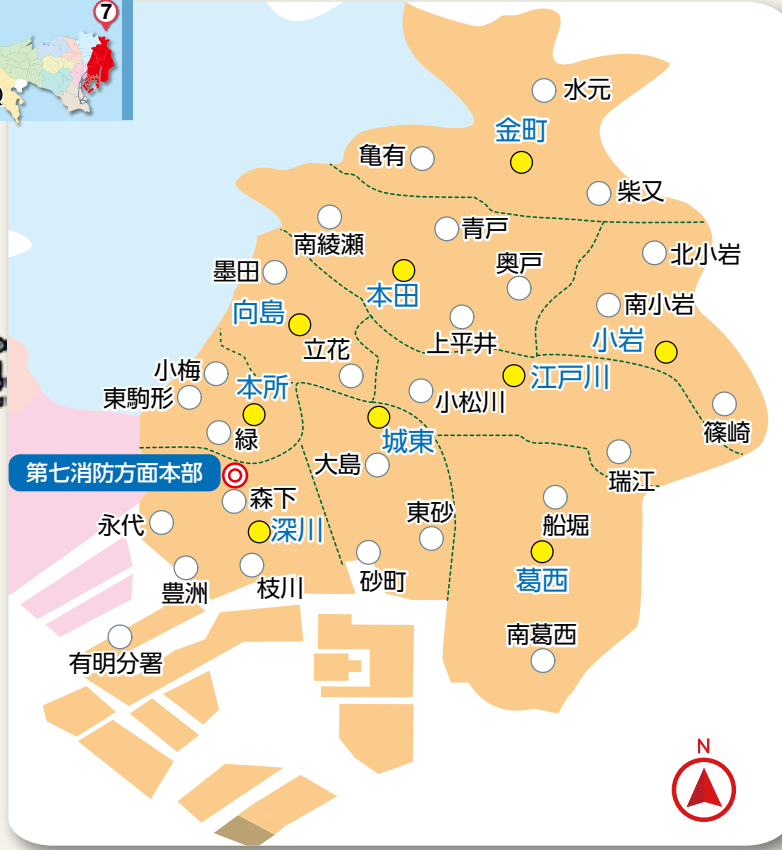 7
水元
金町
亀有
柴又
南綾瀬
青戸
北小岩
墨田
奥戸
本田
向島
南小岩
上平井
小岩
立花
小梅
本所
江戸川
東駒形
小松川
篠崎
緑
城東
第七消防方面本部
大島
瑞江
森下
永代
深川
東砂
船堀
豊洲
枝川
砂町
葛西
有明分署
南葛西
N